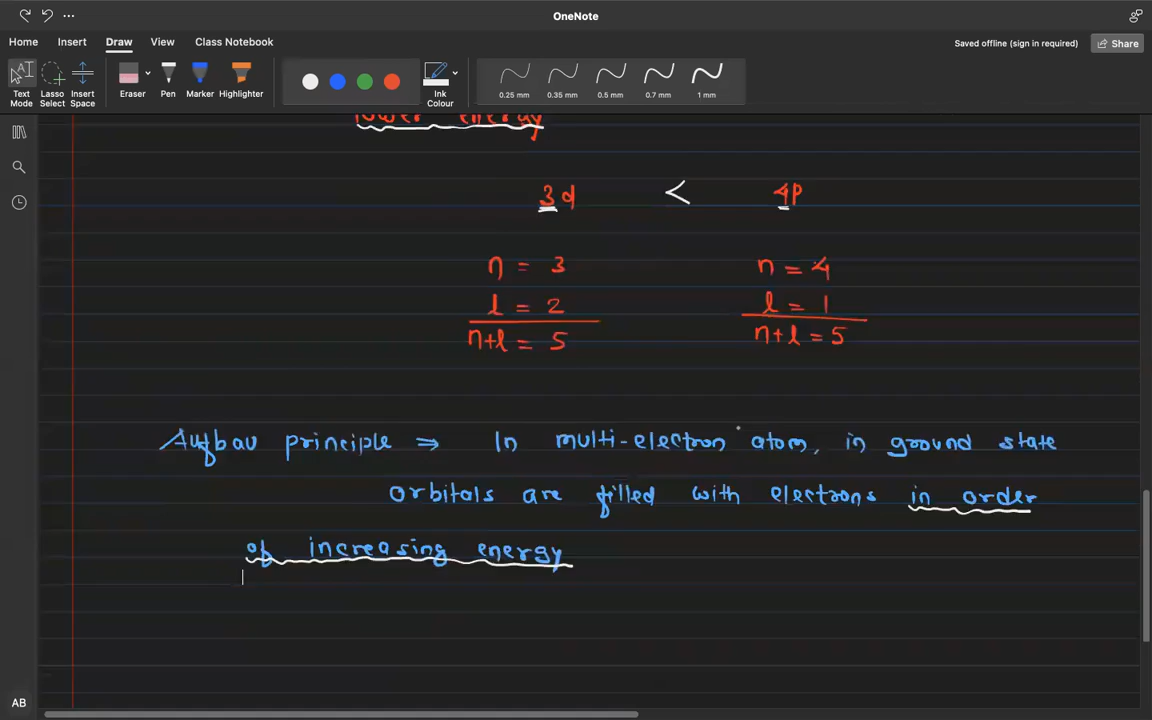 OneNote
Home Insert Draw View Class Notebook
Saved offline (sign in required) Share
Text Mode Lasso Select Insert Space Eraser Pen Marker Highlighter Ink Colour 0.25 mm 0.35 mm 0.5 mm 0.7 mm 1 mm
lower energy
3d < 4p
n = 3 n = 4
l = 2 l = 1
n+l = 5 n+l = 5
Aufbau principle ⇒ In multi-electron atom, in ground state
orbitals are filled with electrons in order
of increasing energy
AB